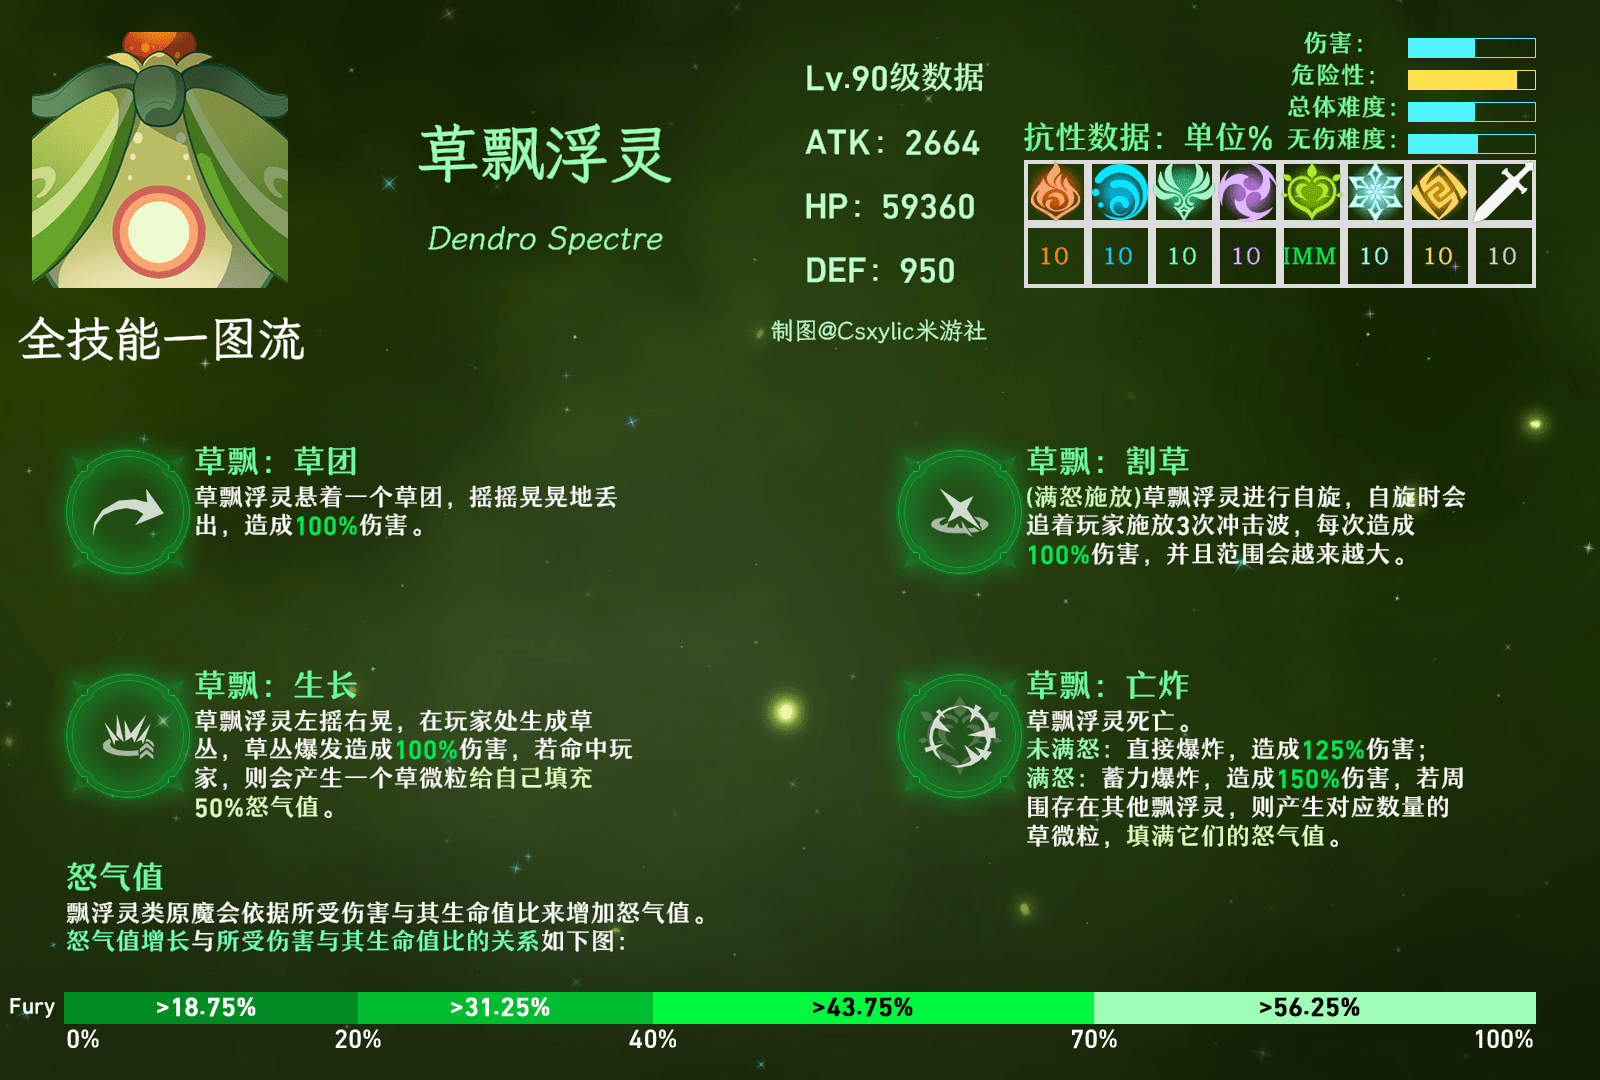 草飘浮灵
Dendro Spectre
全技能一图流
Lv.90级数据
ATK：2664
HP：59360
DEF：950
制图@Csxylic米游社
伤害：
危险性：
总体难度：
无伤难度：
抗性数据：单位%
10 10 10 10 IMM 10 10 10
草飘：草团
草飘浮灵悬着一个草团，摇摇晃晃地丢
出，造成100%伤害。
草飘：割草
(满怒施放)草飘浮灵进行自旋，自旋时会
追着玩家施放3次冲击波，每次造成
100%伤害，并且范围会越来越大。
草飘：生长
草飘浮灵左摇右晃，在玩家处生成草
丛，草丛爆发造成100%伤害，若命中玩
家，则会产生一个草微粒给自己填充
50%怒气值。
草飘：亡炸
草飘浮灵死亡。
未满怒：直接爆炸，造成125%伤害；
满怒：蓄力爆炸，造成150%伤害，若周
围存在其他飘浮灵，则产生对应数量的
草微粒，填满它们的怒气值。
怒气值
飘浮灵类原魔会依据所受伤害与其生命值比来增加怒气值。
怒气值增长与所受伤害与其生命值比的关系如下图：
Fury >18.75% >31.25% >43.75% >56.25%
0% 20% 40% 70% 100%